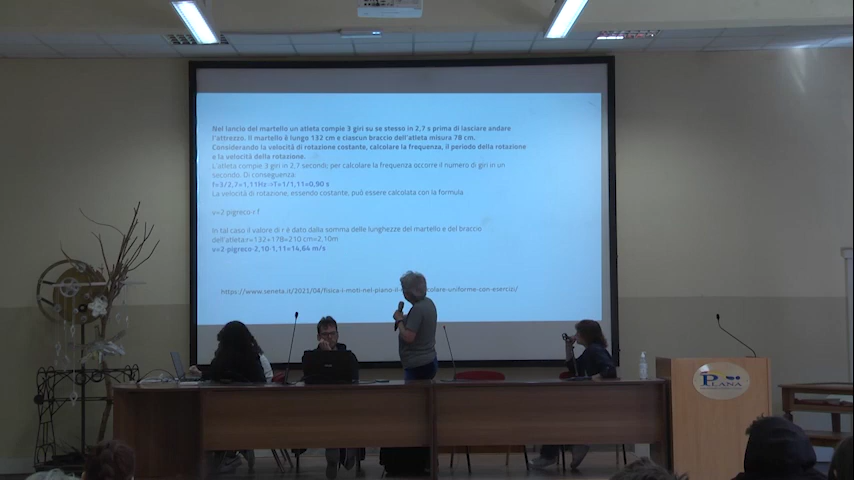 Nel lancio del martello un atleta compie 3 giri su se stesso in 2,7 s prima di lasciare andare
l'attrezzo. Il martello è lungo 132 cm e ciascun braccio dell'atleta misura 78 cm.
Considerando la velocità di rotazione costante, calcolare la frequenza, il periodo della rotazione
e la velocità della rotazione.
L'atleta compie 3 giri in 2,7 secondi; per calcolare la frequenza occorre il numero di giri in un
secondo. Di conseguenza:
f=3/2,7=1,11Hz->T=1/1,11=0,90 s
La velocità di rotazione, essendo costante, può essere calcolata con la formula
v=2·pigreco·r·f
In tal caso il valore di r è dato dalla somma delle lunghezze del martello e del braccio
dell'atleta:r=132+178=210 cm=2,10m
v=2·pigreco·2,10·1,11=14,64 m/s
https://www.seneta.it/2021/04/fisica-i-moti-nel-piano-il-
colare-uniforme-con-esercizi/
PLANA